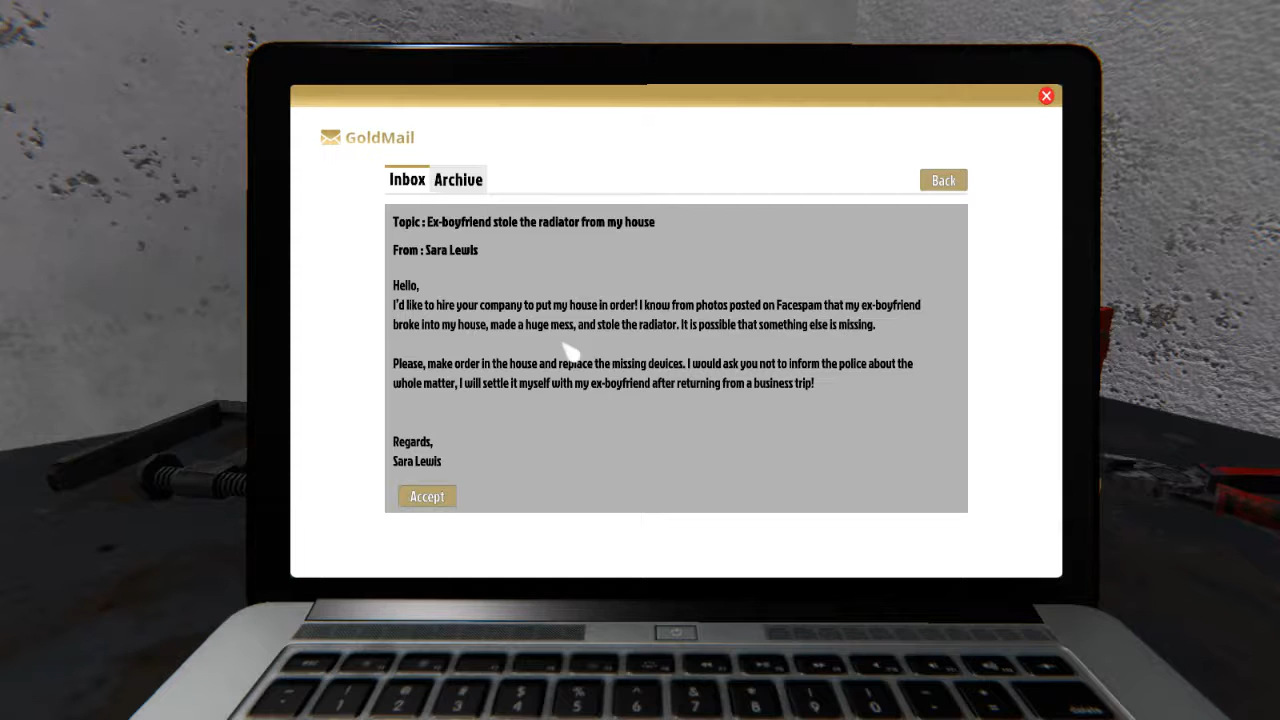 GoldMail
Inbox Archive
Back
Topic : Ex-boyfriend stole the radiator from my house
From : Sara Lewis
Hello,
I'd like to hire your company to put my house in order! I know from photos posted on Facespam that my ex-boyfriend
broke into my house, made a huge mess, and stole the radiator. It is possible that something else is missing.
Please, make order in the house and replace the missing devices. I would ask you not to inform the police about the
whole matter, I will settle it myself with my ex-boyfriend after returning from a business trip!
Regards,
Sara Lewis
Accept